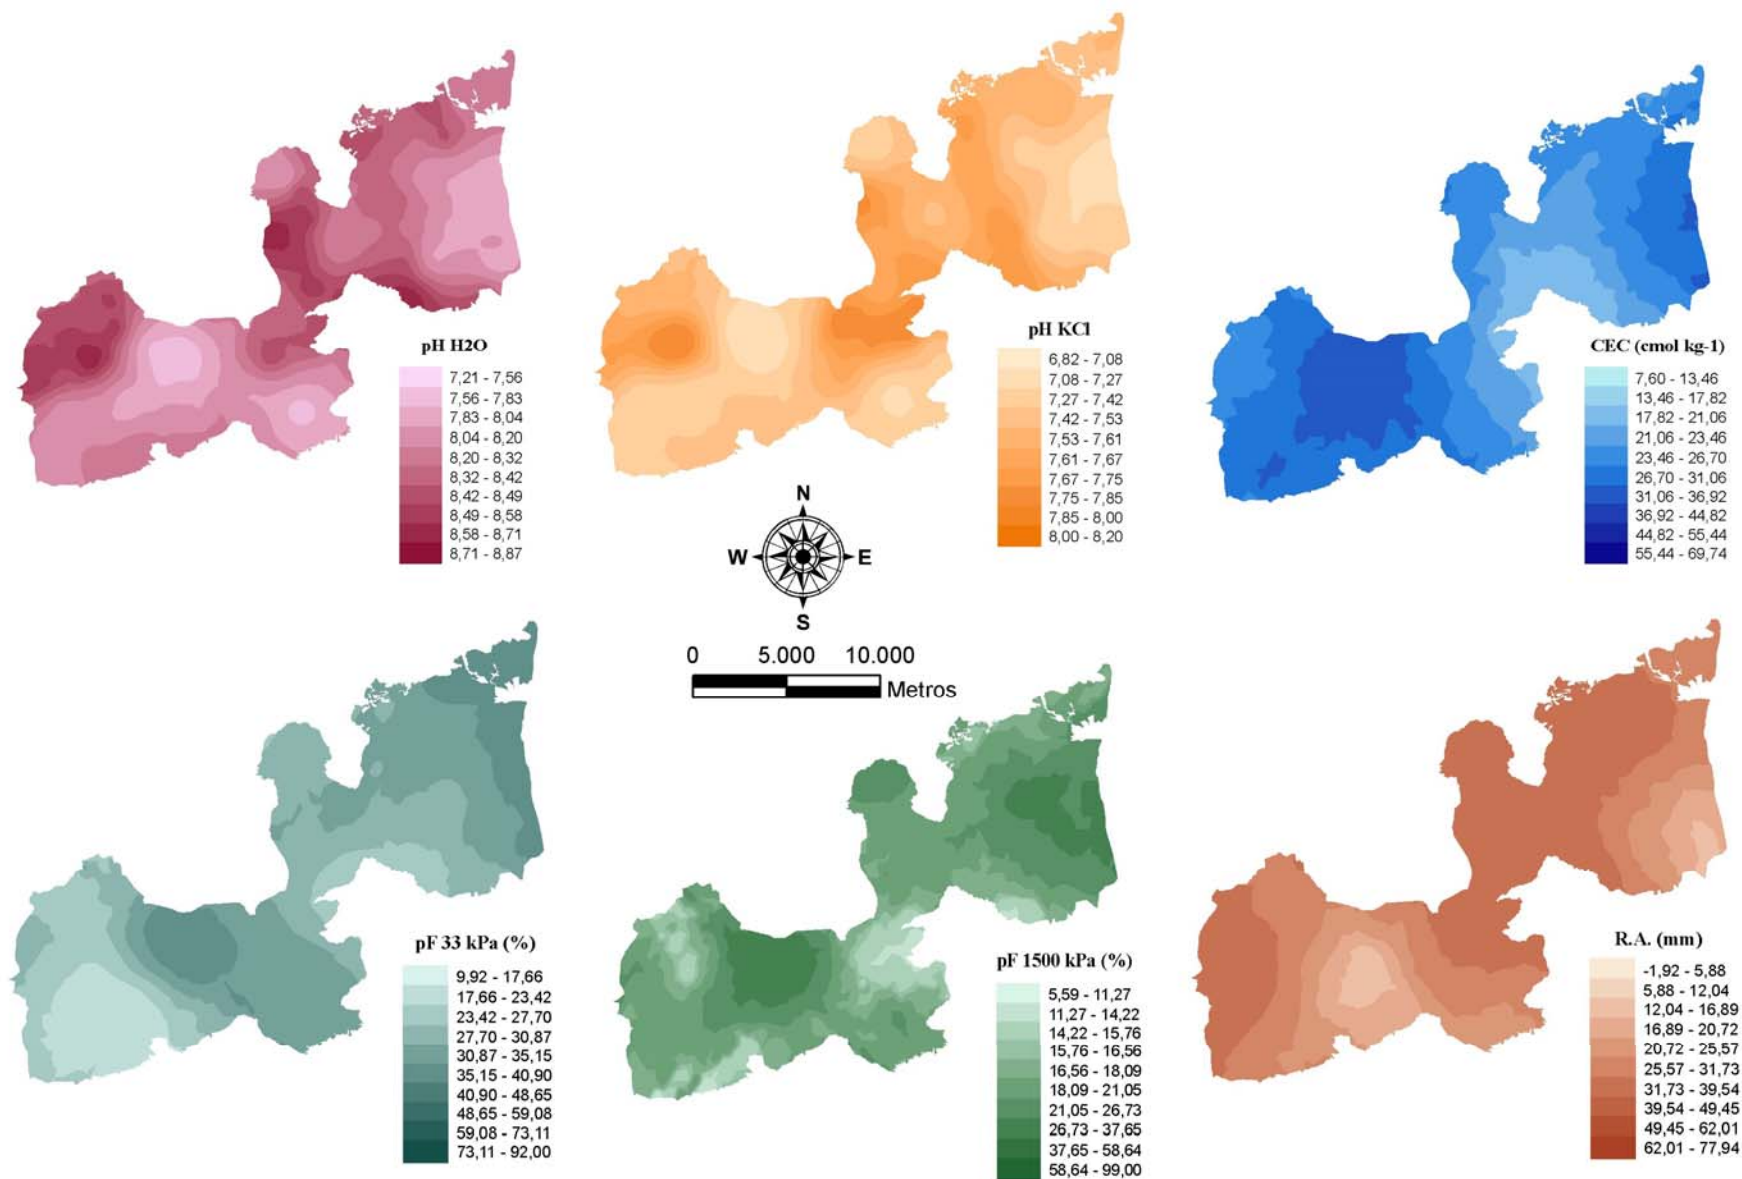 pH H2O
7,21 - 7,56
7,56 - 7,83
7,83 - 8,04
8,04 - 8,20
8,20 - 8,32
8,32 - 8,42
8,42 - 8,49
8,49 - 8,58
8,58 - 8,71
8,71 - 8,87
pH KCl
6,82 - 7,08
7,08 - 7,27
7,27 - 7,42
7,42 - 7,53
7,53 - 7,61
7,61 - 7,67
7,67 - 7,75
7,75 - 7,85
7,85 - 8,00
8,00 - 8,20
CEC (cmol kg-1)
7,60 - 13,46
13,46 - 17,82
17,82 - 21,06
21,06 - 23,46
23,46 - 26,70
26,70 - 31,06
31,06 - 36,92
36,92 - 44,82
44,82 - 55,44
55,44 - 69,74
N
W E
S
0 5.000 10.000
Metros
pF 33 kPa (%)
9,92 - 17,66
17,66 - 23,42
23,42 - 27,70
27,70 - 30,87
30,87 - 35,15
35,15 - 40,90
40,90 - 48,65
48,65 - 59,08
59,08 - 73,11
73,11 - 92,00
pF 1500 kPa (%)
5,59 - 11,27
11,27 - 14,22
14,22 - 15,76
15,76 - 16,56
16,56 - 18,09
18,09 - 21,05
21,05 - 26,73
26,73 - 37,65
37,65 - 58,64
58,64 - 99,00
R.A. (mm)
-1,92 - 5,88
5,88 - 12,04
12,04 - 16,89
16,89 - 20,72
20,72 - 25,57
25,57 - 31,73
31,73 - 39,54
39,54 - 49,45
49,45 - 62,01
62,01 - 77,94